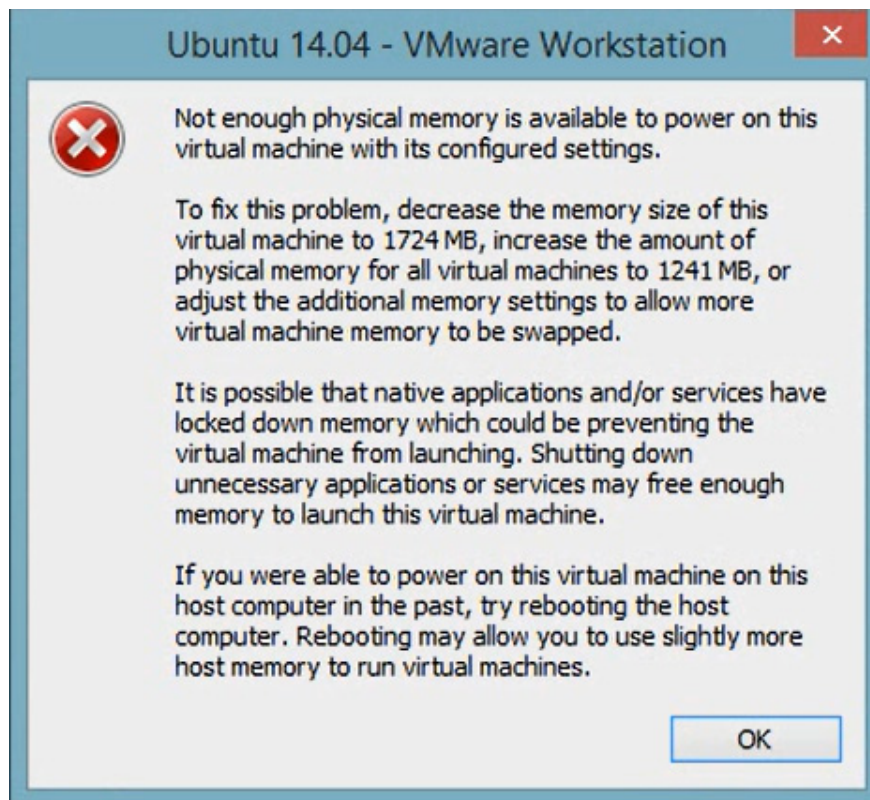 Ubuntu 14.04 - VMware Workstation
Not enough physical memory is available to power on this
virtual machine with its configured settings.
To fix this problem, decrease the memory size of this
virtual machine to 1724 MB, increase the amount of
physical memory for all virtual machines to 1241 MB, or
adjust the additional memory settings to allow more
virtual machine memory to be swapped.
It is possible that native applications and/or services have
locked down memory which could be preventing the
virtual machine from launching. Shutting down
unnecessary applications or services may free enough
memory to launch this virtual machine.
If you were able to power on this virtual machine on this
host computer in the past, try rebooting the host
computer. Rebooting may allow you to use slightly more
host memory to run virtual machines.
OK